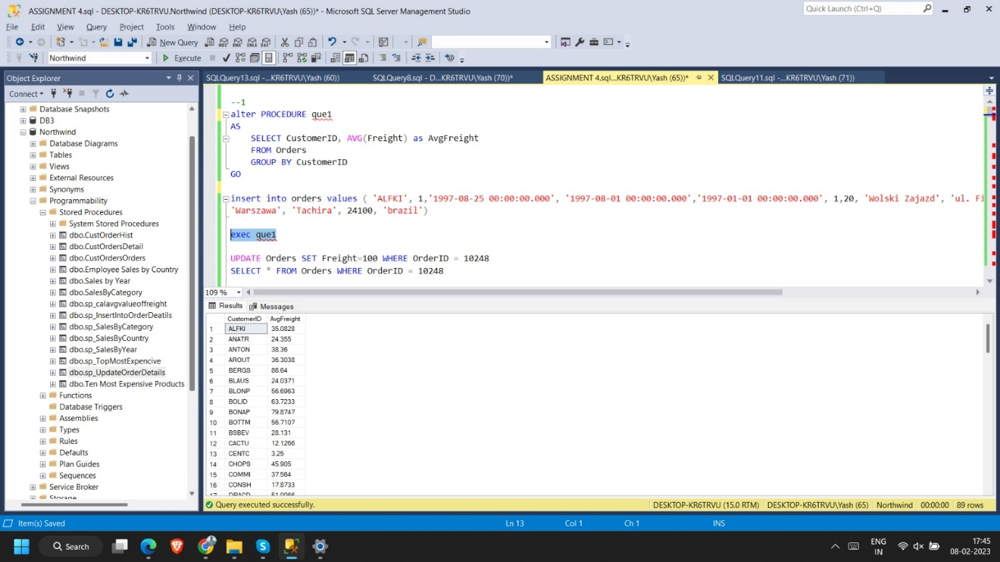 ASSIGNMENT 4.sql - DESKTOP-KR6TRVU.Northwind (DESKTOP-KR6TRVU\Yash (65))* - Microsoft SQL Server Management Studio
Quick Launch (Ctrl+Q)
File Edit View Query Project Tools Window Help
New Query
Northwind Execute
Object Explorer
SQLQuery13.sql -...KR6TRVU\Yash (60)) SQLQuery8.sql - D...KR6TRVU\Yash (70))* ASSIGNMENT 4.sql...KR6TRVU\Yash (65))* SQLQuery11.sql -...KR6TRVU\Yash (71))
Connect
Database Snapshots
DB3
Northwind
Database Diagrams
Tables
Views
External Resources
Synonyms
Programmability
Stored Procedures
System Stored Procedures
dbo.CustOrderHist
dbo.CustOrdersDetail
dbo.CustOrdersOrders
dbo.Employee Sales by Country
dbo.Sales by Year
dbo.SalesByCategory
dbo.sp_calavgvalueoffreight
dbo.sp_InsertIntoOrderDeatils
dbo.sp_SalesByCategory
dbo.sp_SalesByCountry
dbo.sp_SalesByYear
dbo.sp_TopMostExpencive
dbo.sp_UpdateOrderDetails
dbo.Ten Most Expensive Products
Functions
Database Triggers
Assemblies
Types
Rules
Defaults
Plan Guides
Sequences
Service Broker
Storage
--1
alter PROCEDURE que1
AS
SELECT CustomerID, AVG(Freight) as AvgFreight
FROM Orders
GROUP BY CustomerID
GO
insert into orders values ( 'ALFKI', 1,'1997-08-25 00:00:00.000', '1997-08-01 00:00:00.000','1997-01-01 00:00:00.000', 1,20, 'Wolski Zajazd', 'ul. Fi
'Warszawa', 'Tachira', 24100, 'brazil')
exec que1
UPDATE Orders SET Freight=100 WHERE OrderID = 10248
SELECT * FROM Orders WHERE OrderID = 10248
109 %
Results Messages
CustomerID AvgFreight
1 ALFKI 35.0828
2 ANATR 24.355
3 ANTON 38.36
4 AROUT 36.3038
5 BERGS 86.64
6 BLAUS 24.0371
7 BLONP 56.6963
8 BOLID 63.7233
9 BONAP 79.8747
10 BOTTM 56.7107
11 BSBEV 28.131
12 CACTU 12.1266
13 CENTC 3.25
14 CHOPS 45.905
15 COMMI 37.564
16 CONSH 17.8733
17
Query executed successfully. DESKTOP-KR6TRVU (15.0 RTM) DESKTOP-KR6TRVU\Yash (65) Northwind 00:00:00 89 rows
Item(s) Saved Ln 13 Col 1 Ch 1 INS
Search
ENG
IN
17:45
08-02-2023